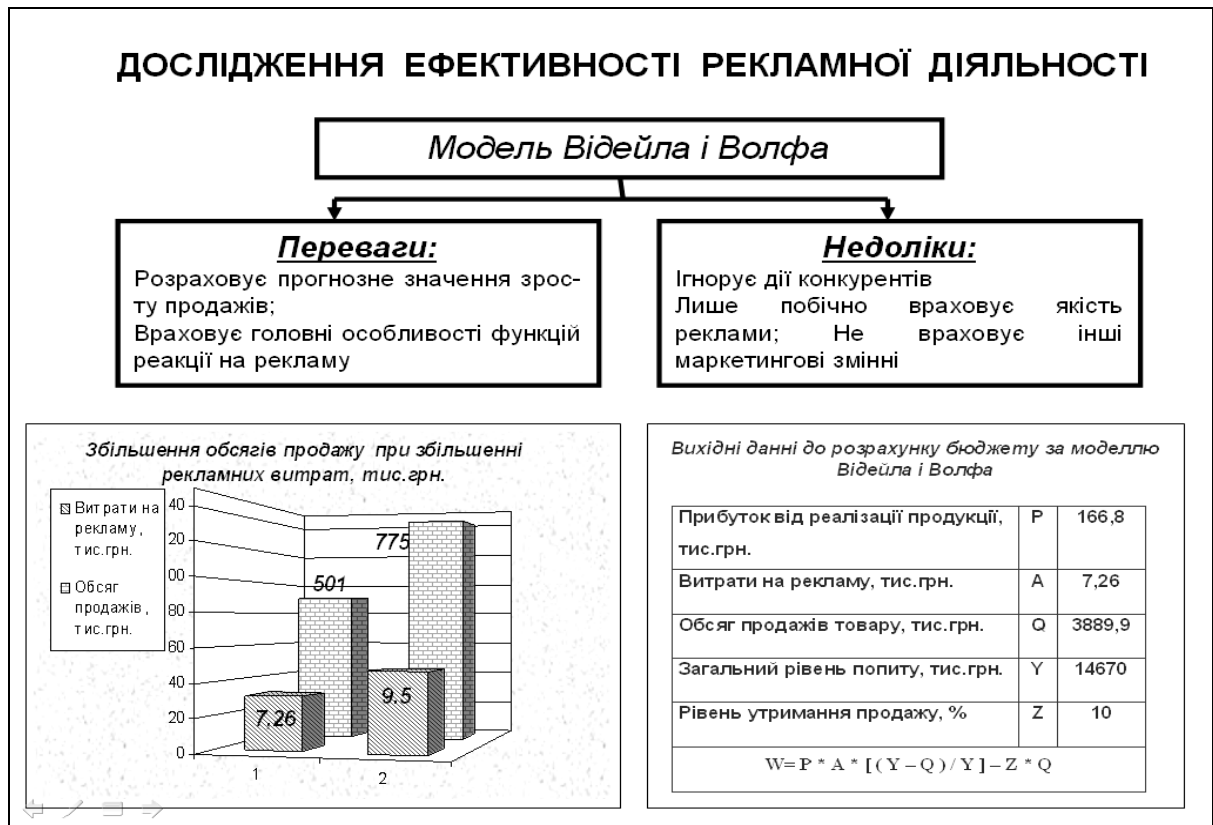 ДОСЛІДЖЕННЯ ЕФЕКТИВНОСТІ РЕКЛАМНОЇ ДІЯЛЬНОСТІ
Модель Відейла і Волфа
Переваги:
Розраховує прогнозне значення зрос-
ту продажів;
Враховує головні особливості функцій
реакції на рекламу
Недоліки:
Ігнорує дії конкурентів
Лише побічно враховує якість
реклами; Не враховує інші
маркетингові змінні
Збільшення обсягів продажу при збільшенні
рекламних витрат, тис.грн.
Витрати на
рекламу,
тис.грн.
Обсяг
продажів,
тис.грн.
40
20
00
80
60
40
20
0
775
501
7,26
9.5
1
2
Вихідні данні до розрахунку бюджету за моделлю
Відейла і Волфа
Прибуток від реалізації продукції, P 166,8
тис.грн.
Витрати на рекламу, тис.грн. A 7,26
Обсяг продажів товару, тис.грн. Q 3889,9
Загальний рівень попиту, тис.грн. Y 14670
Рівень утримання продажу, % Z 10
W= P * A * [ ( Y – Q ) / Y ] – Z * Q